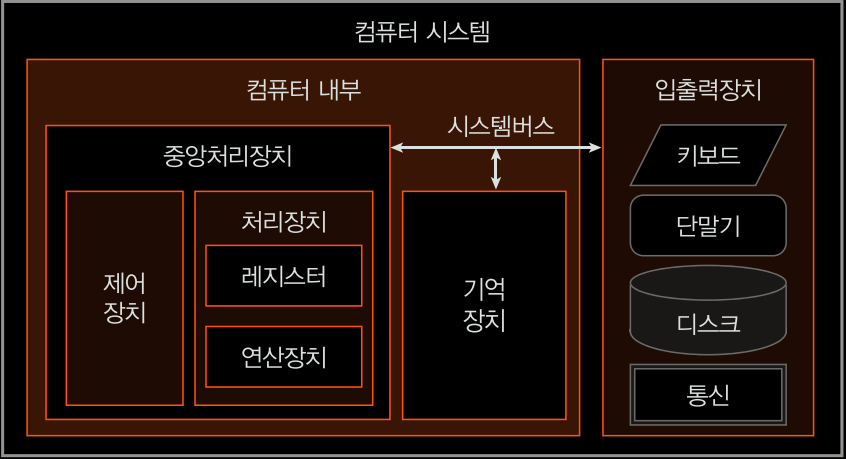 컴퓨터 시스템
컴퓨터 내부
입출력장치
시스템버스
중앙처리장치
제어
장치
처리장치
레지스터
연산장치
기억
장치
키보드
단말기
디스크
통신